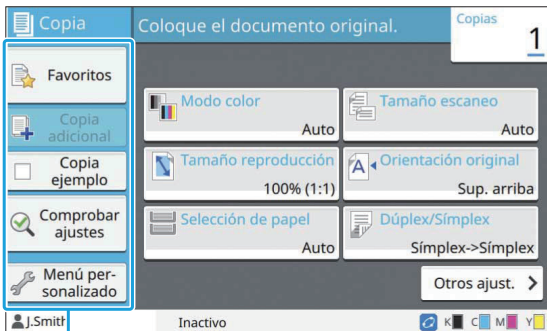 Copia
Coloque el documento original.
Copias
1
Favoritos
Copia
adicional
Copia
ejemplo
Comprobar
ajustes
Menú per-
sonalizado
Modo color
Auto
Tamaño escaneo
Auto
Tamaño reproducción
100% (1:1)
A
Orientación original
Sup. arriba
Selección de papel
Auto
Dúplex/Símplex
Símplex->Símplex
Otros ajust.
J.Smith
Inactivo
K C M Y